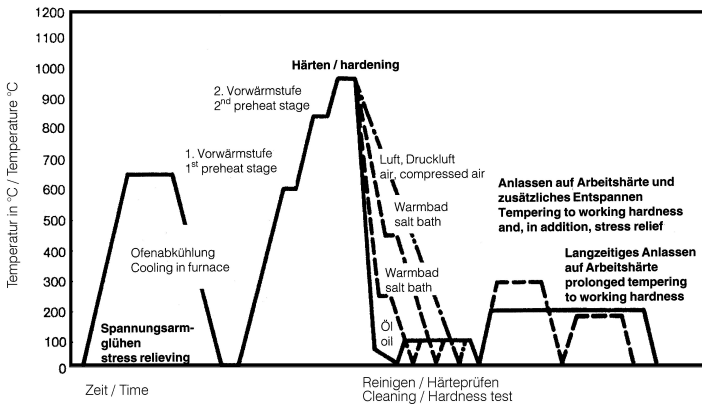 Temperatur in °C / Temperature °C
1200
1100
1000
900
800
700
600
500
400
300
200
100
0
Spannungsarm-
glühen
stress relieving
Ofenabkühlung
Cooling in furnace
1. Vorwärmstufe
1st preheat stage
2. Vorwärmstufe
2nd preheat stage
Härten / hardening
Luft, Druckluft
air, compressed air
Warmbad
salt bath
Warmbad
salt bath
Öl
oil
Anlassen auf Arbeitshärte und
zusätzliches Entspannen
Tempering to working hardness
and, in addition, stress relief
Langzeitiges Anlassen
auf Arbeitshärte
prolonged tempering
to working hardness
Zeit / Time
Reinigen / Härteprüfen
Cleaning / Hardness test